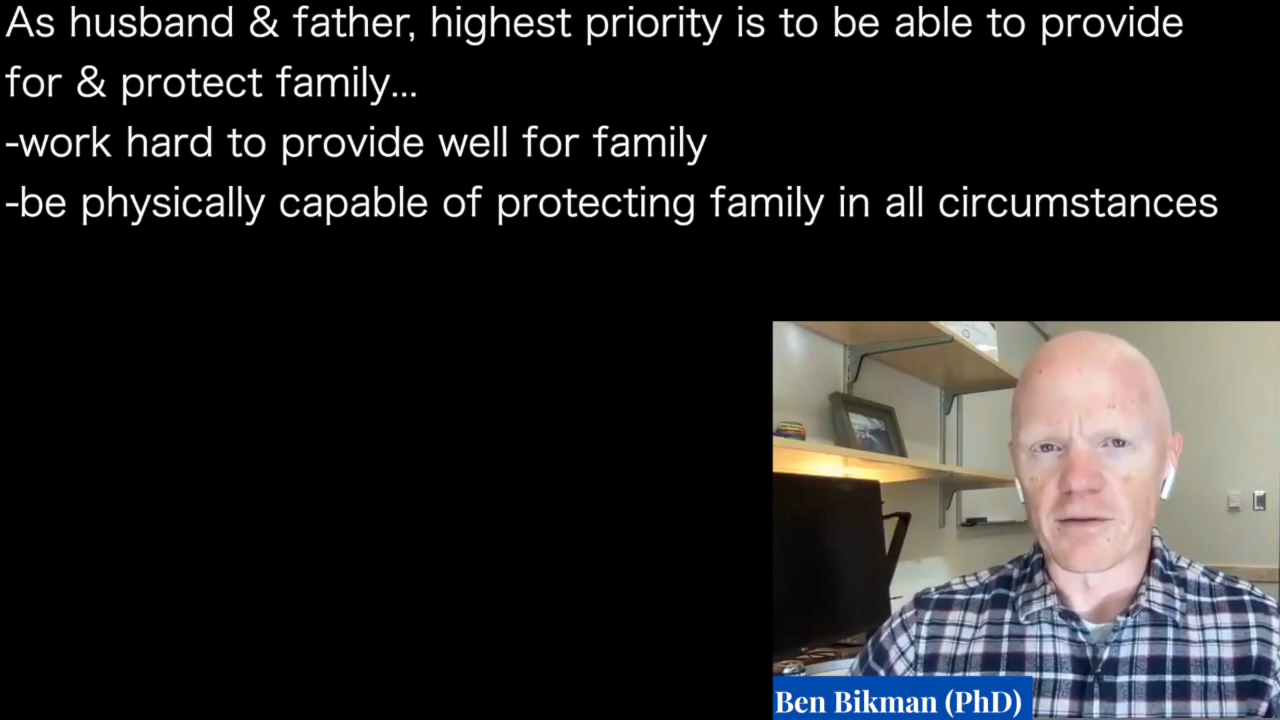 As husband & father, highest priority is to be able to provide
for & protect family...
-work hard to provide well for family
-be physically capable of protecting family in all circumstances
Ben Bikman (PhD)